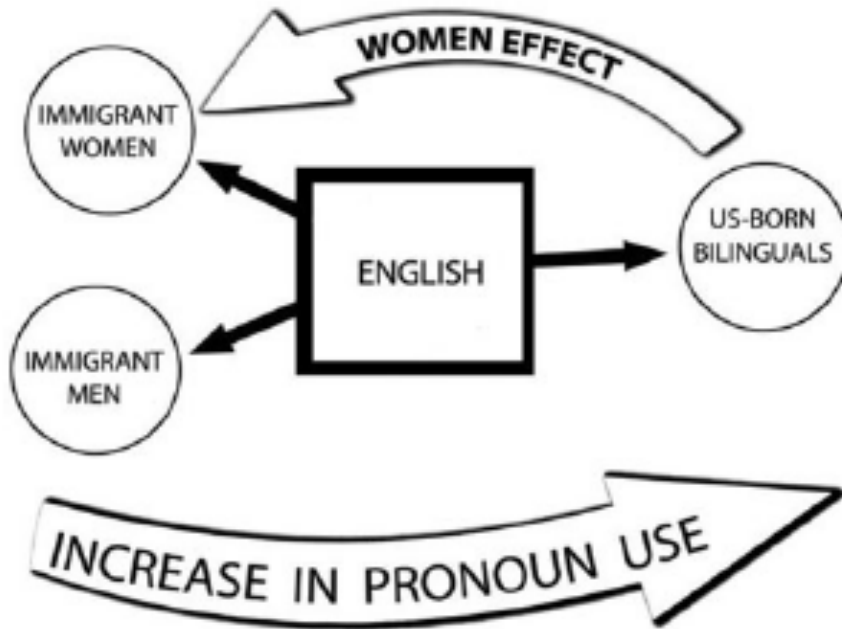 WOMEN EFFECT
IMMIGRANT
WOMEN
US-BORN
BILINGUALS
ENGLISH
IMMIGRANT
MEN
INCREASE IN PRONOUN USE